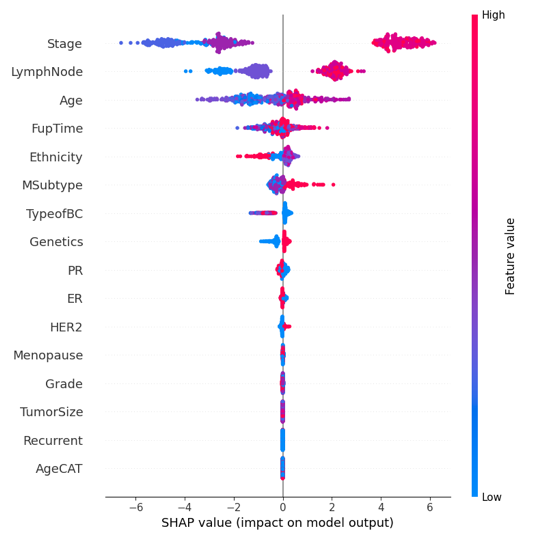 High
Stage
LymphNode
Age
FupTime
Ethnicity
MSubtype
TypeofBC
Genetics
PR
ER
HER2
Menopause
Grade
TumorSize
Recurrent
AgeCAT
Low
Feature value
−6 −4 −2 0 2 4 6
SHAP value (impact on model output)